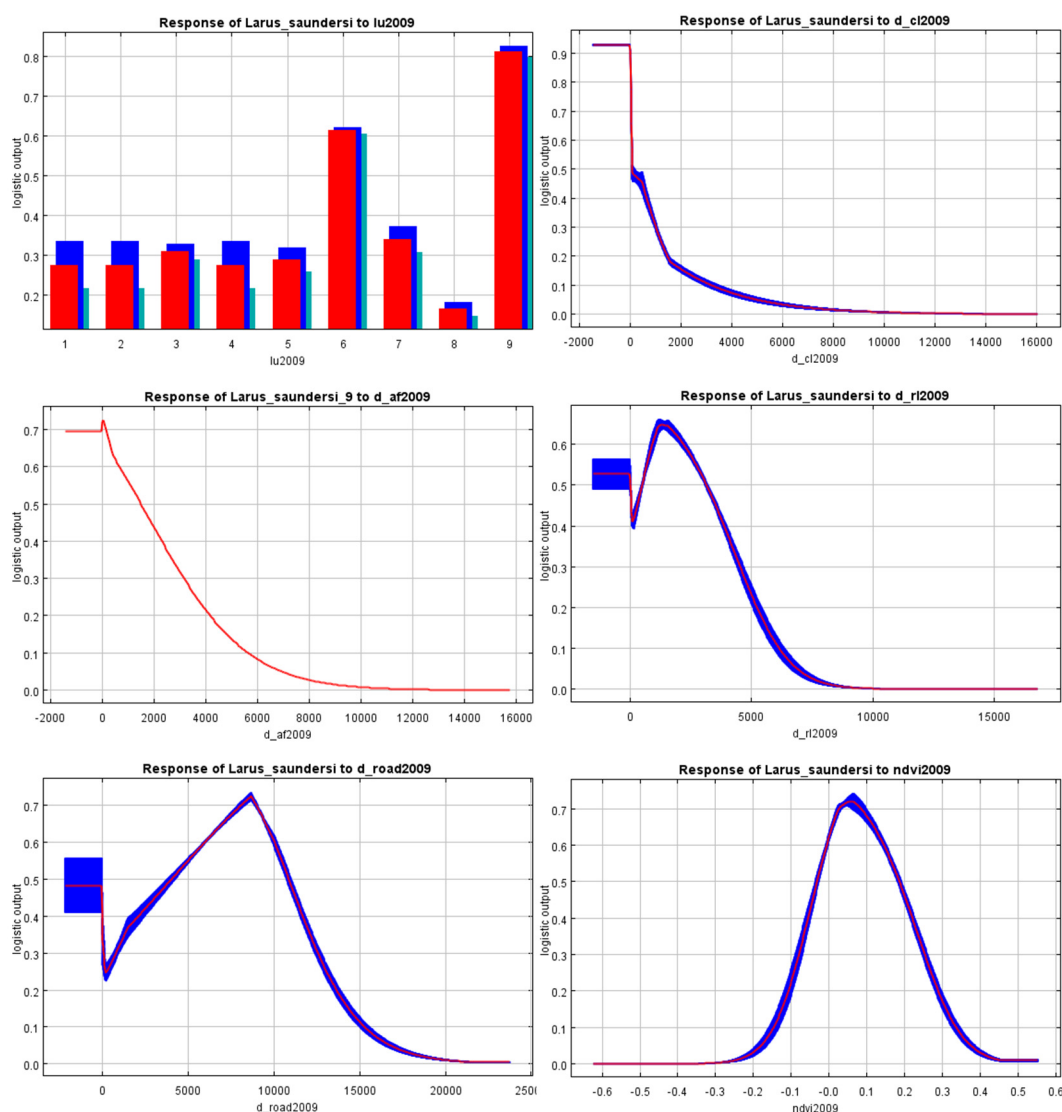 Response of Larus_saundersi to lu2009
logistic output
0.8
0.7
0.6
0.5
0.4
0.3
0.2
1 2 3 4 5 6 7 8 9
lu2009
Response of Larus_saundersi to d_cl2009
logistic output
0.9
0.8
0.7
0.6
0.5
0.4
0.3
0.2
0.1
0.0
-2000 0 2000 4000 6000 8000 10000 12000 14000 16000
d_cl2009
Response of Larus_saundersi_9 to d_af2009
logistic output
0.7
0.6
0.5
0.4
0.3
0.2
0.1
0.0
-2000 0 2000 4000 6000 8000 10000 12000 14000 16000
d_af2009
Response of Larus_saundersi to d_rl2009
logistic output
0.6
0.5
0.4
0.3
0.2
0.1
0.0
0 5000 10000 15000
d_rl2009
Response of Larus_saundersi to d_road2009
logistic output
0.7
0.6
0.5
0.4
0.3
0.2
0.1
0.0
0 5000 10000 15000 20000 2500
d_road2009
Response of Larus_saundersi to ndvi2009
logistic output
0.7
0.6
0.5
0.4
0.3
0.2
0.1
0.0
-0.6 -0.5 -0.4 -0.3 -0.2 -0.1 -0.0 0.1 0.2 0.3 0.4 0.5 0.6
ndvi2009